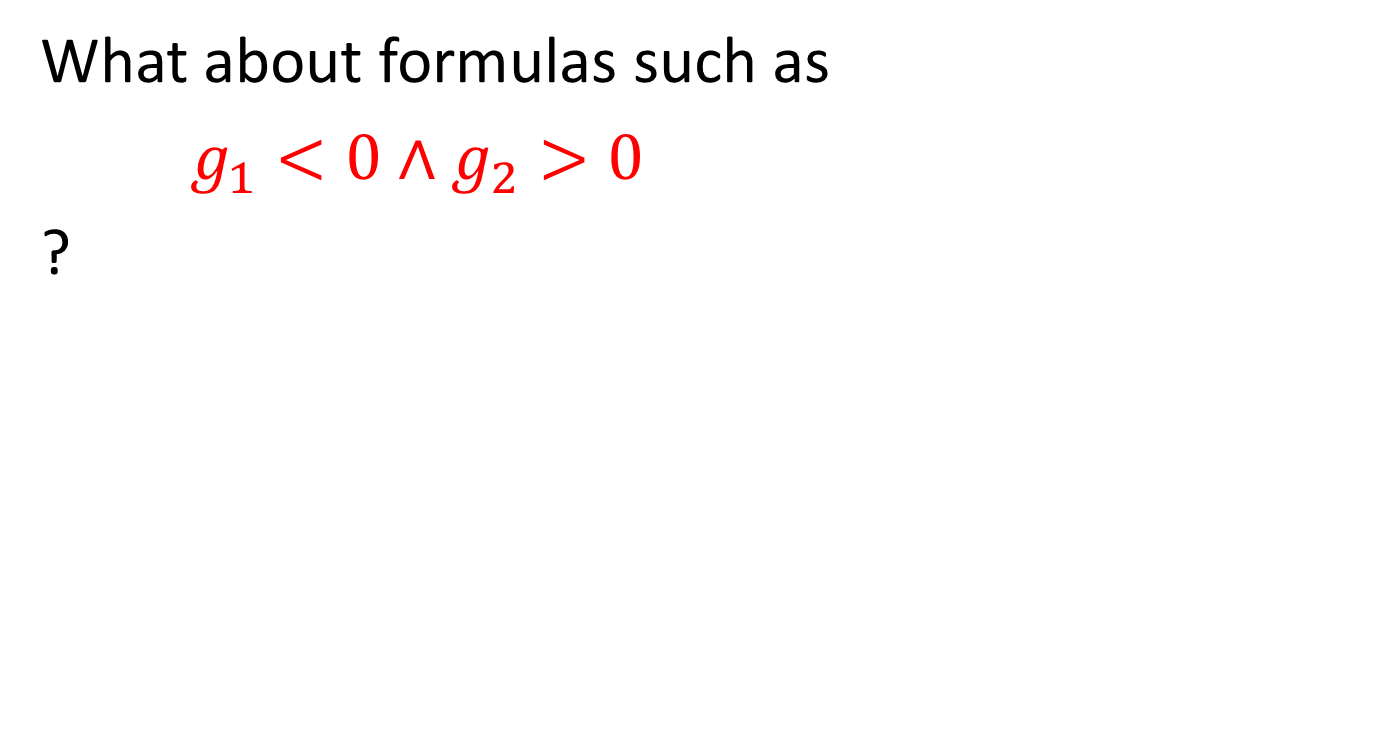 What about formulas such as
g₁ < 0 ∧ g₂ > 0
?